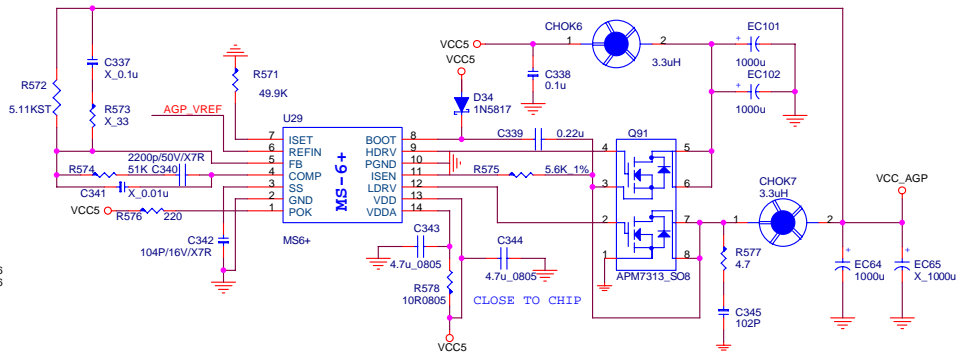 CHOK6
VCC5
1
2
3.3uH
EC101
1000u
EC102
1000u
C337
X_0.1u
R572
5.11KST
R573
X_33
R571
49.9K
VCC5
C338
0.1u
D34
1N5817
AGP_VREF
U29
C339
0.22u
Q91
7 ISET
6 REFIN
5 FB
4 COMP
3 SS
2 GND
1 POK
BOOT 8
HDRV 9
PGND 10
ISEN 11
LDRV 12
VDD 13
VDDA 14
MS-6+
MS6+
2200p/50V/X7R
R574
51K
C340
C341
X_0.01u
VCC5
R576
220
C342
104P/16V/X7R
R575
5.6K_1%
4
3
2
1
5
6
7
8
APM7313_SO8
CHOK7
3.3uH
1
2
VCC_AGP
C343
4.7u_0805
C344
4.7u_0805
R578
10R0805
CLOSE TO CHIP
VCC5
R577
4.7
C345
102P
EC64
1000u
EC65
X_1000u